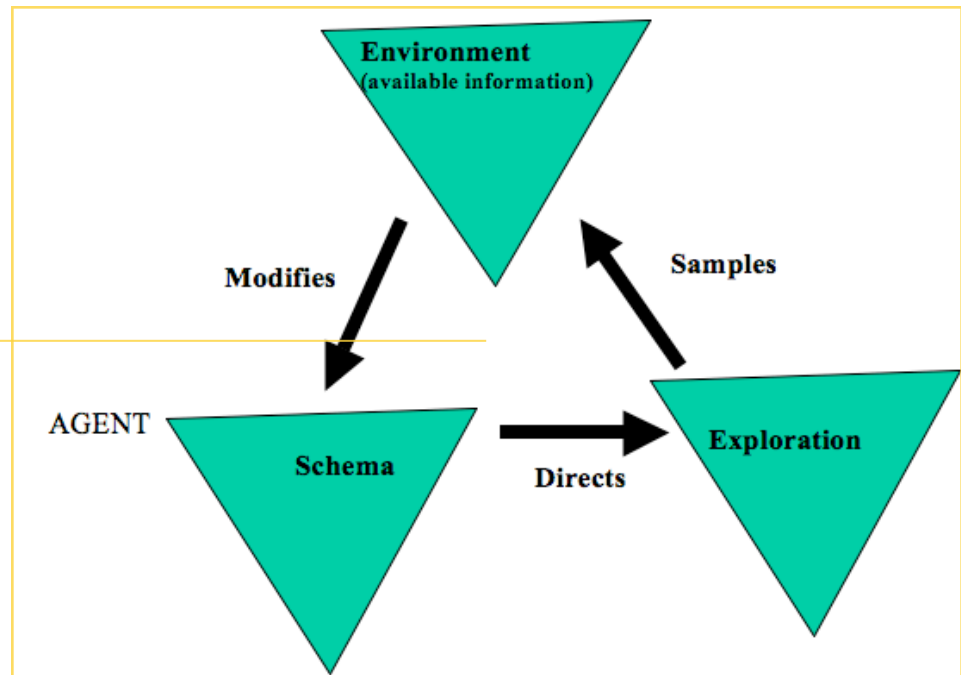 Environment
(available information)
Modifies
Samples
AGENT
Schema
Directs
Exploration